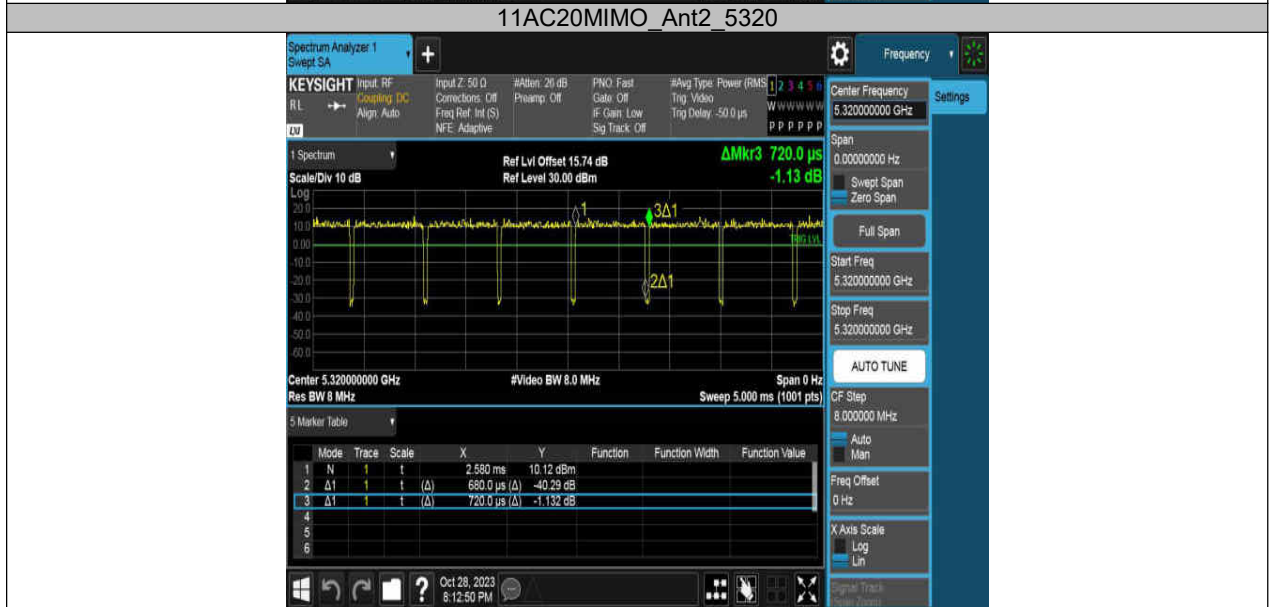 11AC20MIMO_Ant2_5320
Spectrum Analyzer 1
Swept SA
+
Frequency
KEYSIGHT
RL
LXI
Input: RF
Coupling: DC
Align: Auto
Input Z: 50 Ω
Corrections: Off
Freq Ref: Int (S)
NFE: Adaptive
#Atten: 26 dB
Preamp: Off
PNO: Fast
Gate: Off
IF Gain: Low
Sig Track: Off
#Avg Type: Power (RMS
Trig: Video
Trig Delay: -50.0 µs
1 2 3 4 5 6
W W W W W W
P P P P P P
Center Frequency
5.320000000 GHz
Settings
Span
0.00000000 Hz
Swept Span
Zero Span
Full Span
Start Freq
5.320000000 GHz
Stop Freq
5.320000000 GHz
AUTO TUNE
CF Step
8.000000 MHz
Auto
Man
Freq Offset
0 Hz
X Axis Scale
Log
Lin
Signal Track
(Span Zoom)
1 Spectrum
Scale/Div 10 dB
Ref Lvl Offset 15.74 dB
Ref Level 30.00 dBm
ΔMkr3 720.0 µs
-1.13 dB
Log
20.0
10.0
0.00
-10.0
-20.0
-30.0
-40.0
-50.0
-60.0
1
3Δ1
2Δ1
TRIG LVL
Center 5.320000000 GHz
#Video BW 8.0 MHz
Span 0 Hz
Res BW 8 MHz
Sweep 5.000 ms (1001 pts)
5 Marker Table
Mode Trace Scale X Y Function Function Width Function Value
1 N 1 t 2.580 ms 10.12 dBm
2 Δ1 1 t (Δ) 680.0 µs (Δ) -40.29 dB
3 Δ1 1 t (Δ) 720.0 µs (Δ) -1.132 dB
4
5
6
?
Oct 28, 2023
8:12:50 PM